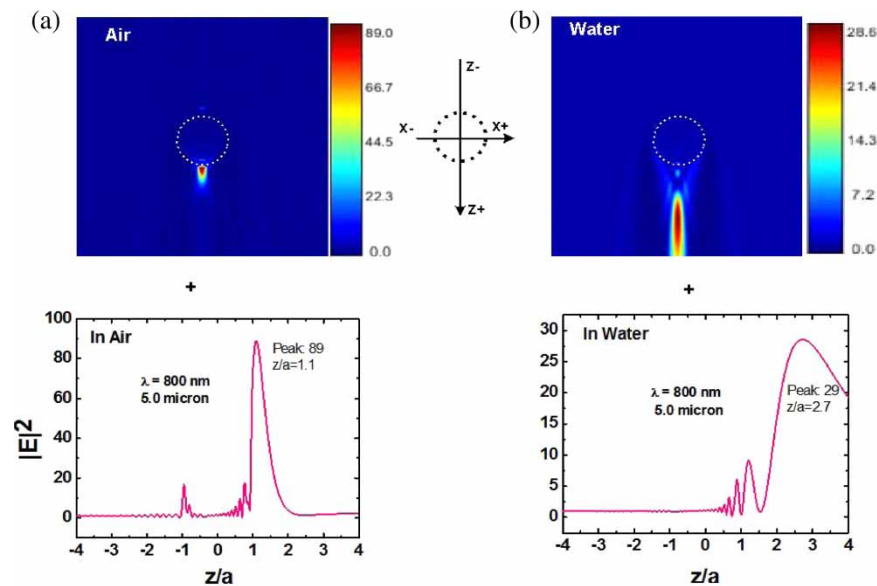 (a)
Air
89.0
66.7
44.5
22.3
0.0
Z-
X-
X+
Z+
(b)
Water
28.6
21.4
14.3
7.2
0.0
+
+
In Air
Peak: 89
z/a=1.1
λ = 800 nm
5.0 micron
100
80
60
40
20
0
|E|²
-4 -3 -2 -1 0 1 2 3 4
z/a
In Water
Peak: 29
z/a=2.7
λ = 800 nm
5.0 micron
30
25
20
15
10
5
0
-4 -3 -2 -1 0 1 2 3 4
z/a